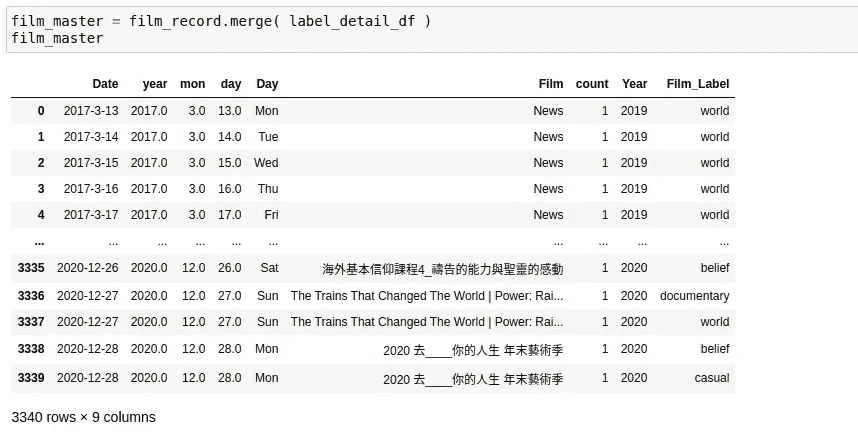 film_master = film_record.merge( label_detail_df )
film_master
Date year mon day Day Film count Year Film_Label
0 2017-3-13 2017.0 3.0 13.0 Mon News 1 2019 world
1 2017-3-14 2017.0 3.0 14.0 Tue News 1 2019 world
2 2017-3-15 2017.0 3.0 15.0 Wed News 1 2019 world
3 2017-3-16 2017.0 3.0 16.0 Thu News 1 2019 world
4 2017-3-17 2017.0 3.0 17.0 Fri News 1 2019 world
... ... ... ... ... ... ... ... ... ...
3335 2020-12-26 2020.0 12.0 26.0 Sat 海外基本信仰課程4_禱告的能力與聖靈的感動 1 2020 belief
3336 2020-12-27 2020.0 12.0 27.0 Sun The Trains That Changed The World | Power: Rai... 1 2020 documentary
3337 2020-12-27 2020.0 12.0 27.0 Sun The Trains That Changed The World | Power: Rai... 1 2020 world
3338 2020-12-28 2020.0 12.0 28.0 Mon 2020 去____你的人生 年末藝術季 1 2020 belief
3339 2020-12-28 2020.0 12.0 28.0 Mon 2020 去____你的人生 年末藝術季 1 2020 casual
3340 rows × 9 columns